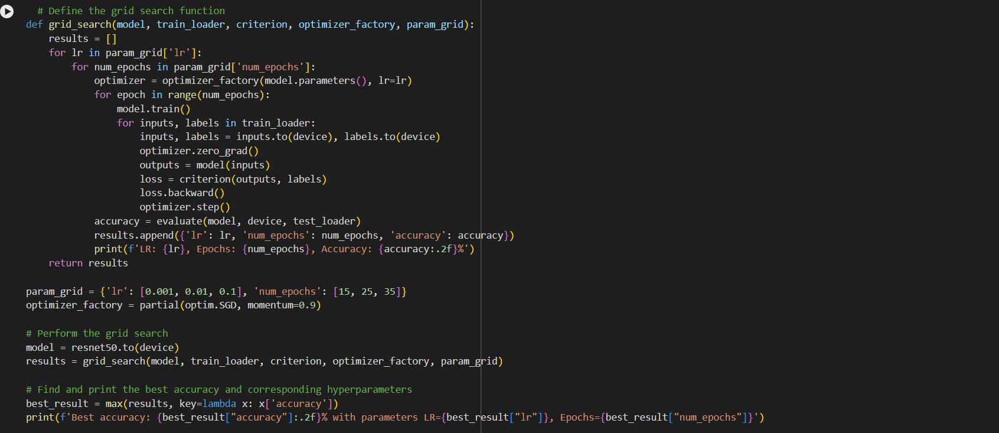 # Define the grid search function
def grid_search(model, train_loader, criterion, optimizer_factory, param_grid):
    results = []
    for lr in param_grid['lr']:
        for num_epochs in param_grid['num_epochs']:
            optimizer = optimizer_factory(model.parameters(), lr=lr)
            for epoch in range(num_epochs):
                model.train()
                for inputs, labels in train_loader:
                    inputs, labels = inputs.to(device), labels.to(device)
                    optimizer.zero_grad()
                    outputs = model(inputs)
                    loss = criterion(outputs, labels)
                    loss.backward()
                    optimizer.step()
            accuracy = evaluate(model, device, test_loader)
            results.append({'lr': lr, 'num_epochs': num_epochs, 'accuracy': accuracy})
            print(f'LR: {lr}, Epochs: {num_epochs}, Accuracy: {accuracy:.2f}%')
    return results

param_grid = {'lr': [0.001, 0.01, 0.1], 'num_epochs': [15, 25, 35]}
optimizer_factory = partial(optim.SGD, momentum=0.9)

# Perform the grid search
model = resnet50.to(device)
results = grid_search(model, train_loader, criterion, optimizer_factory, param_grid)

# Find and print the best accuracy and corresponding hyperparameters
best_result = max(results, key=lambda x: x['accuracy'])
print(f'Best accuracy: {best_result["accuracy"]:.2f}% with parameters LR={best_result["lr"]}, Epochs={best_result["num_epochs"]}')